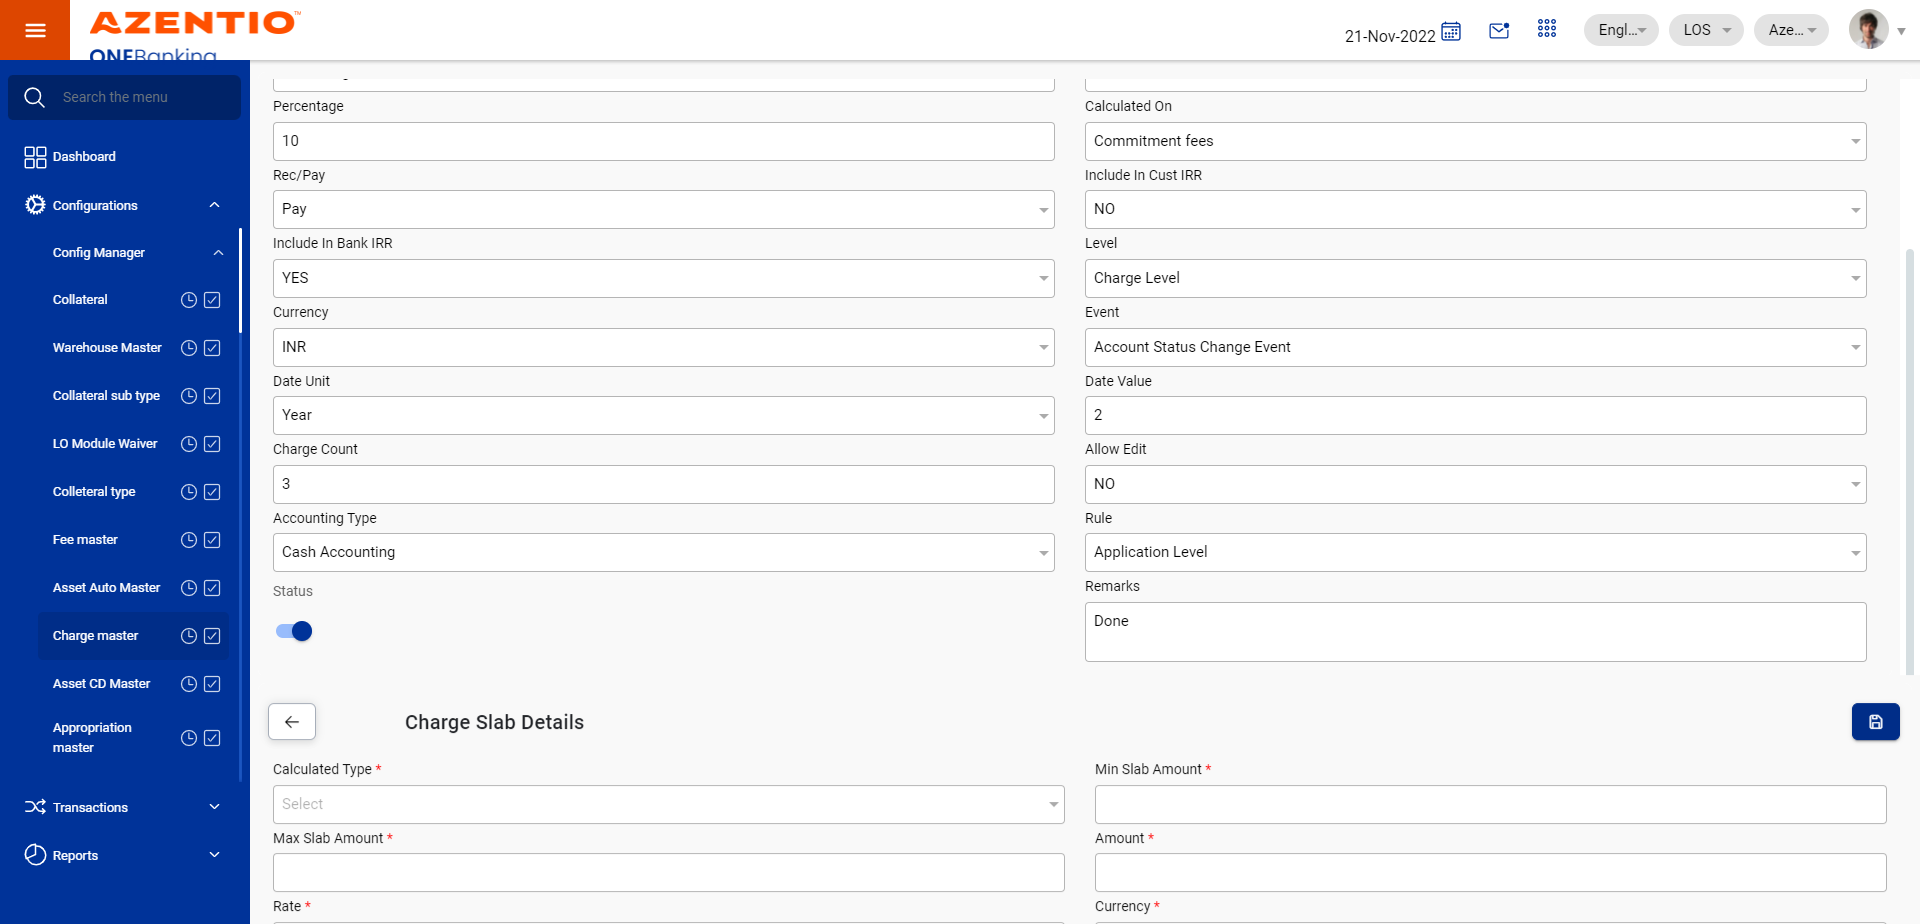 AZENTIO™
ONEBanking
21-Nov-2022
Engl...
LOS
Aze...
Search the menu
Dashboard
Configurations
Config Manager
Collateral
Warehouse Master
Collateral sub type
LO Module Waiver
Colleteral type
Fee master
Asset Auto Master
Charge master
Asset CD Master
Appropriation
master
Transactions
Reports
Percentage
10
Calculated On
Commitment fees
Rec/Pay
Pay
Include In Cust IRR
NO
Include In Bank IRR
YES
Level
Charge Level
Currency
INR
Event
Account Status Change Event
Date Unit
Year
Date Value
2
Charge Count
3
Allow Edit
NO
Accounting Type
Cash Accounting
Rule
Application Level
Status
Remarks
Done
Charge Slab Details
Calculated Type *
Select
Min Slab Amount *
Max Slab Amount *
Amount *
Rate *
Currency *